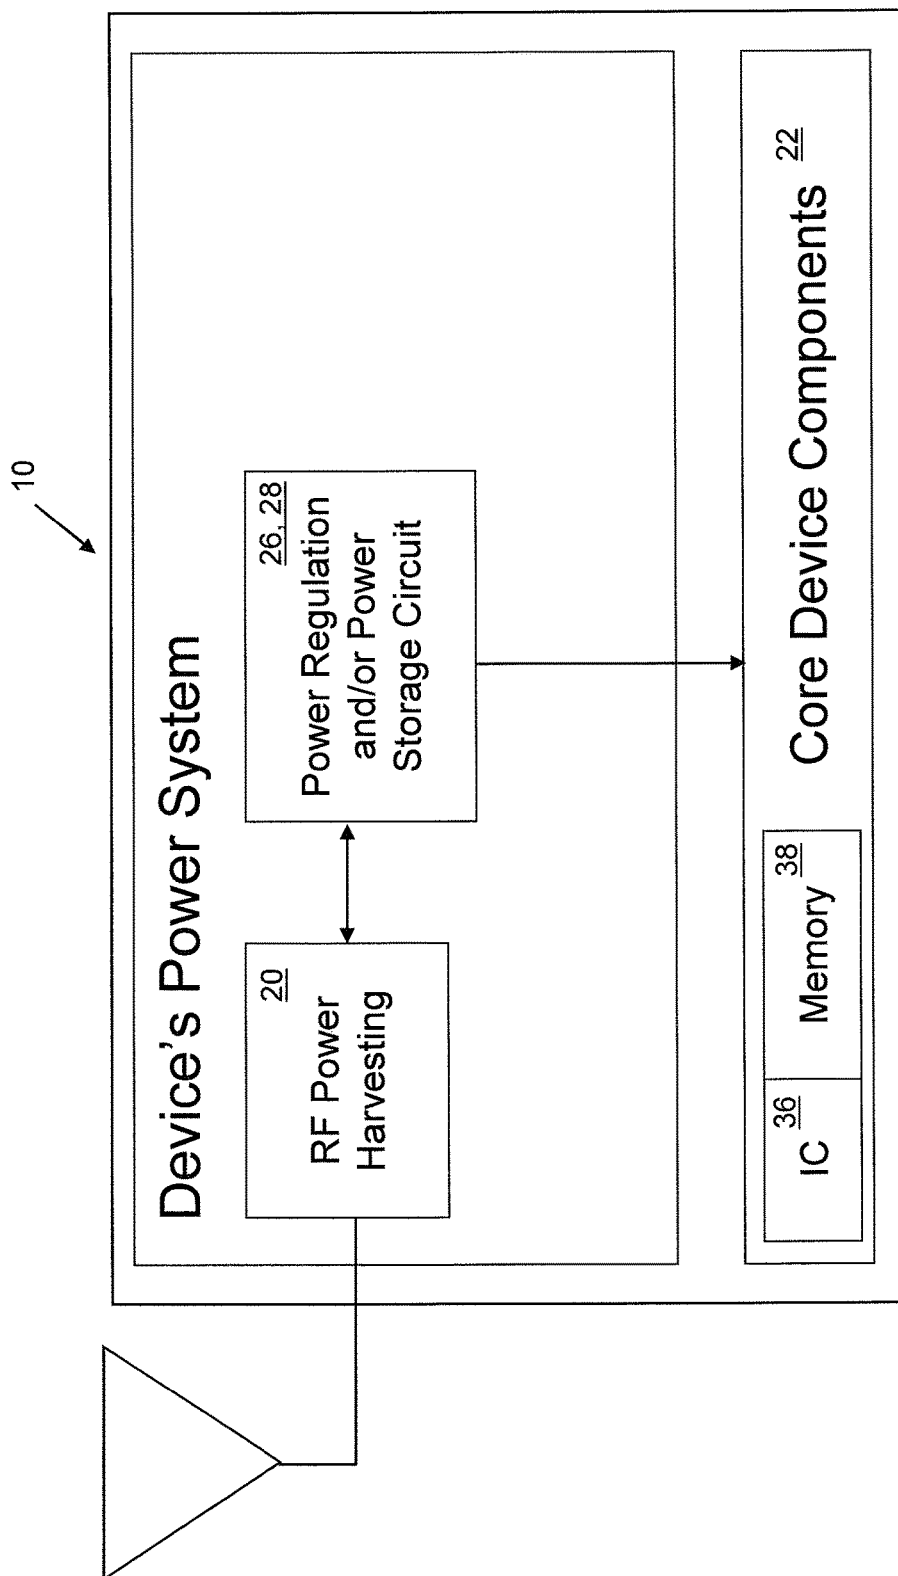 10
Device's Power System
20
RF Power
Harvesting
26, 28
Power Regulation
and/or Power
Storage Circuit
36
IC
38
Memory
Core Device Components 22